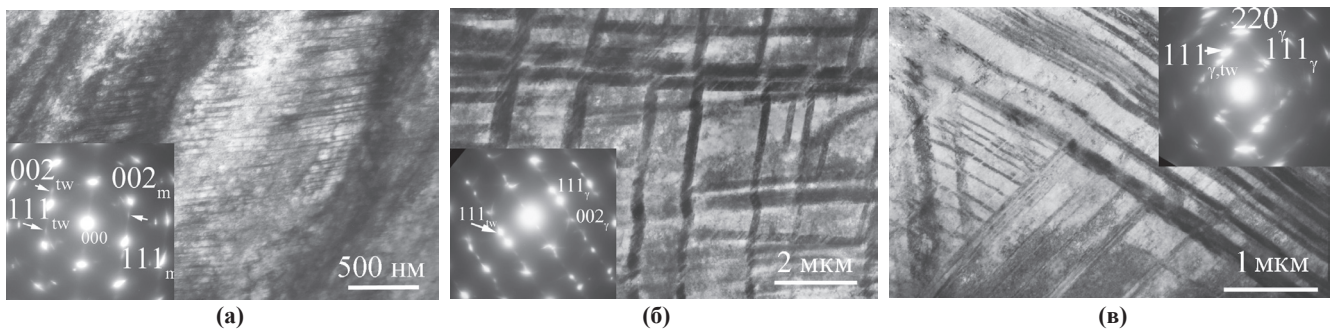 002 tw
002 m
111 tw
000
111 m
500 нм
(а)
111 γ
111 tw
002 γ
2 мкм
(б)
220 γ
111 γ,tw
111 γ
1 мкм
(в)